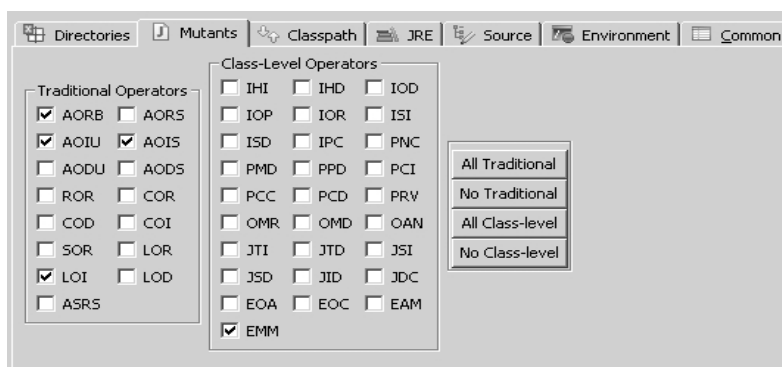 Directories Mutants Classpath JRE Source Environment Common
Traditional Operators
AORB AORS
AOIU AOIS
AODU AODS
ROR COR
COD COI
SOR LOR
LOI LOD
ASRS
Class-Level Operators
IHI IHD IOD
IOP IOR ISI
ISD IPC PNC
PMD PPD PCI
PCC PCD PRV
OMR OMD OAN
JTI JTD JSI
JSD JID JDC
EOA EOC EAM
EMM
All Traditional
No Traditional
All Class-level
No Class-level